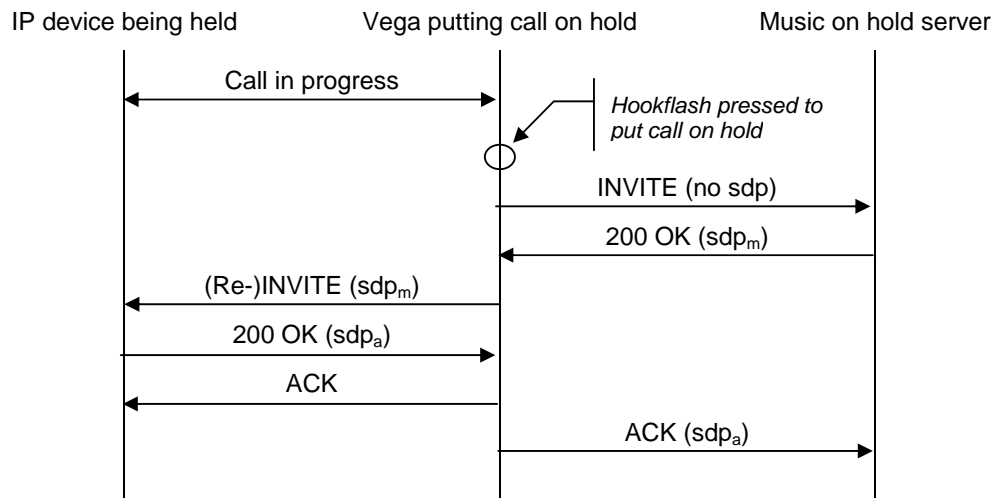 IP device being held
Vega putting call on hold
Music on hold server
Call in progress
Hookflash pressed to
put call on hold
INVITE (no sdp)
200 OK (sdpm)
(Re-)INVITE (sdpm)
200 OK (sdpa)
ACK
ACK (sdpa)